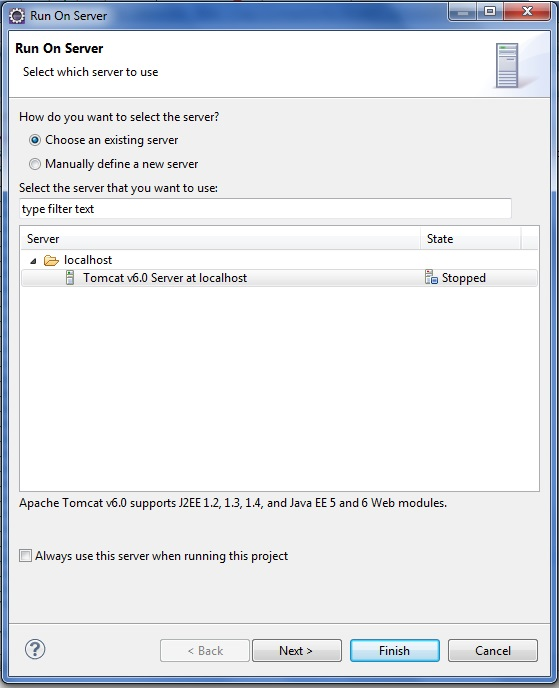 Run On Server
Run On Server
Select which server to use
How do you want to select the server?
Choose an existing server
Manually define a new server
Select the server that you want to use:
type filter text
Server State
localhost
Tomcat v6.0 Server at localhost Stopped
Apache Tomcat v6.0 supports J2EE 1.2, 1.3, 1.4, and Java EE 5 and 6 Web modules.
Always use this server when running this project
? < Back Next > Finish Cancel